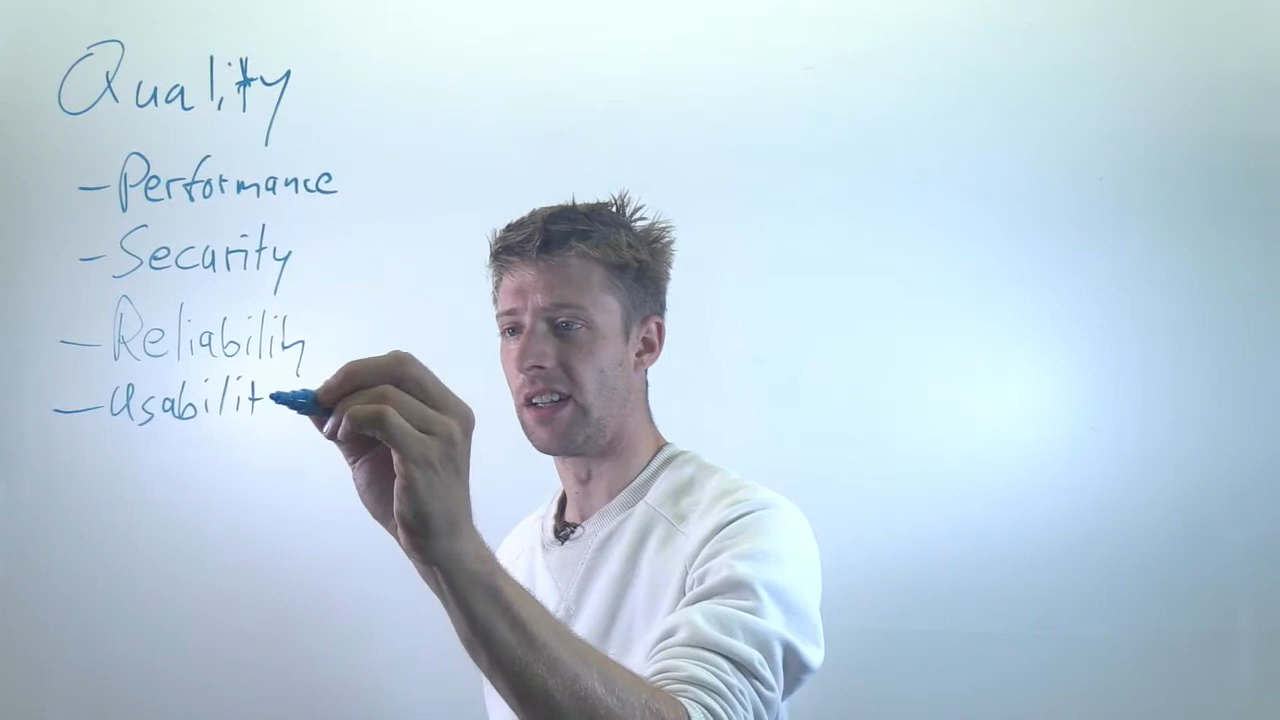 Quality
- Performance
- Security
- Reliability
- Usabilit